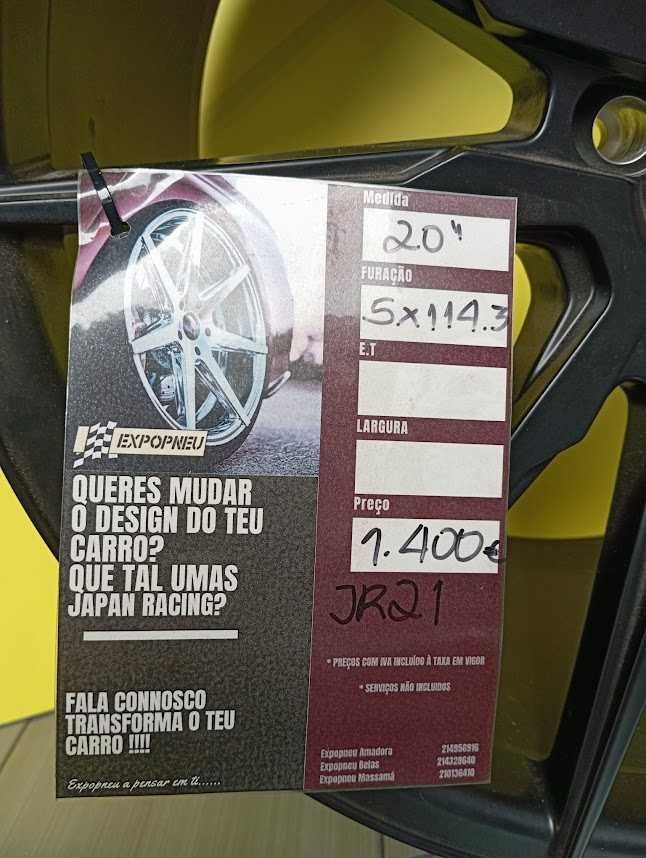 EXPOPNEU
QUERES MUDAR
O DESIGN DO TEU
CARRO?
QUE TAL UMAS
JAPAN RACING?
FALA CONNOSCO
TRANSFORMA O TEU
CARRO !!!!
Expopneu a pensar em ti......
Medida
20"
FURAÇÃO
5x114.3
E.T
LARGURA
Preço
1.400€
JR21
* PREÇOS COM IVA INCLUÍDO À TAXA EM VIGOR
* SERVIÇOS NÃO INCLUIDOS
Expopneu Amadora 214956916
Expopneu Belas 214328640
Expopneu Massamá 210136410